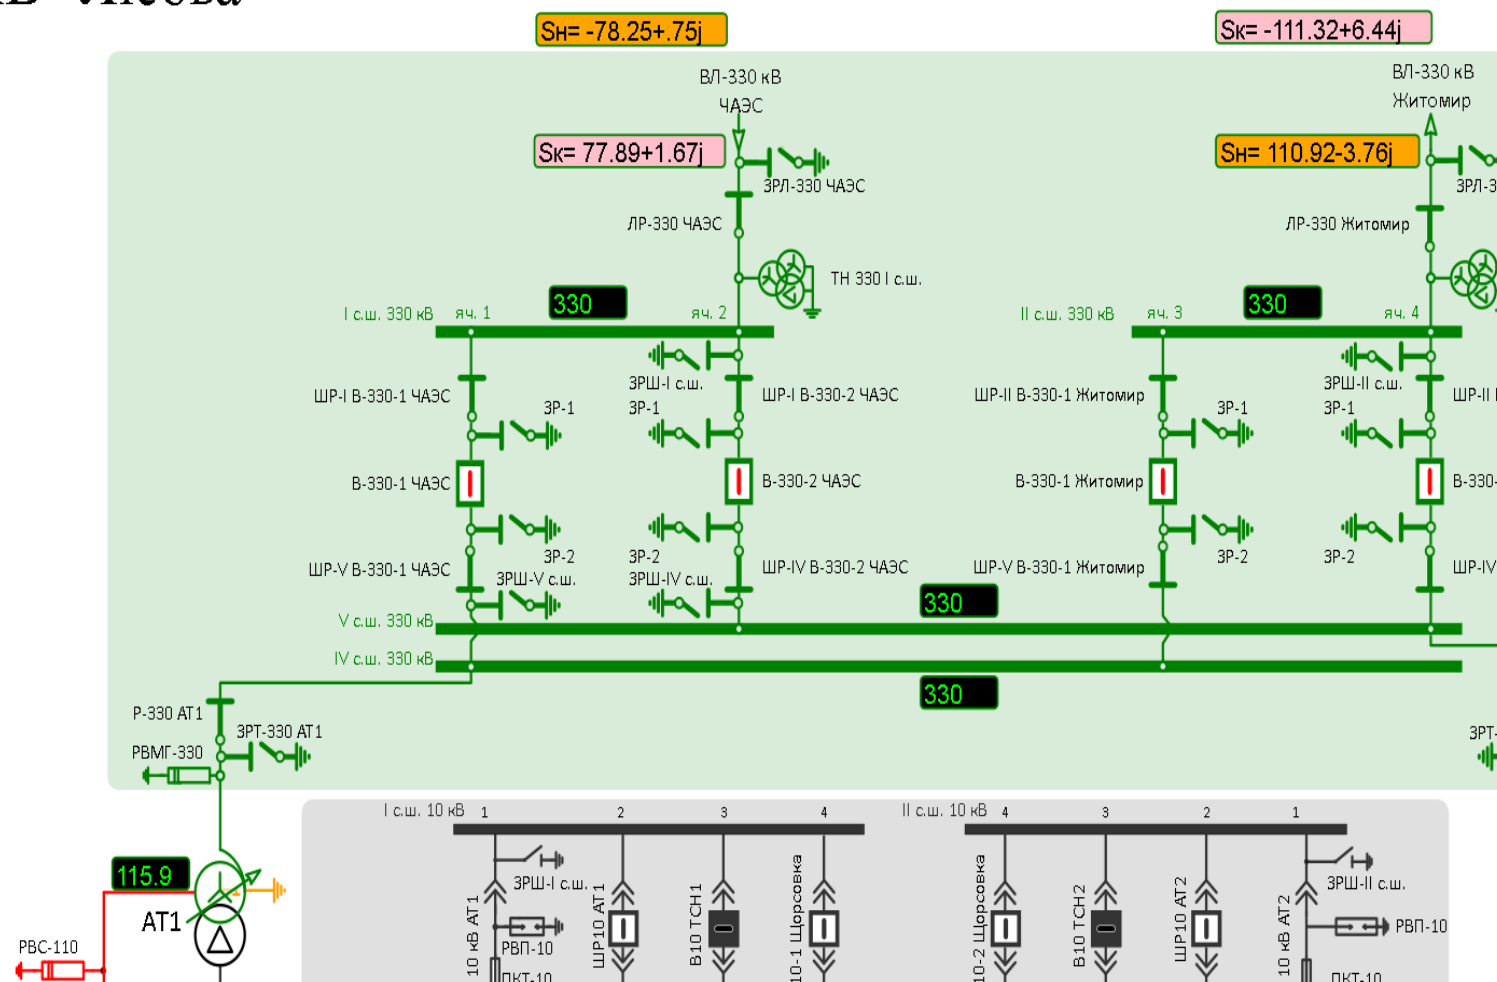 Sн= -78.25+.75j
Sк= -111.32+6.44j
ВЛ-330 кВ
ЧАЭС
ВЛ-330 кВ
Житомир
Sк= 77.89+1.67j
Sн= 110.92-3.76j
ЗРЛ-330 ЧАЭС
ЗРЛ-3
ЛР-330 ЧАЭС
ЛР-330 Житомир
ТН 330 I с.ш.
330
330
I с.ш. 330 кВ
яч. 1
яч. 2
II с.ш. 330 кВ
яч. 3
яч. 4
ЗРШ-I с.ш.
ЗРШ-II с.ш.
ШР-I В-330-1 ЧАЭС
ЗР-1
ЗР-1
ШР-I В-330-2 ЧАЭС
ШР-II В-330-1 Житомир
ЗР-1
ЗР-1
ШР-II
В-330-1 ЧАЭС
В-330-2 ЧАЭС
В-330-1 Житомир
В-330-
ЗР-2
ЗР-2
ЗР-2
ЗР-2
ШР-V В-330-1 ЧАЭС
ЗРШ-V с.ш.
ЗРШ-IV с.ш.
ШР-IV В-330-2 ЧАЭС
ШР-V В-330-1 Житомир
ШР-IV
330
V с.ш. 330 кВ
IV с.ш. 330 кВ
330
Р-330 АТ1
ЗРТ-330 АТ1
РВМГ-330
ЗРТ-
I с.ш. 10 кВ 1 2 3 4
II с.ш. 10 кВ 4 3 2 1
115.9
АТ1
РВС-110
ЗРШ-I с.ш.
ЗРШ-II с.ш.
10 кВ АТ1
ШР10 АТ1
В10 ТСН1
10-1 Щорсовка
10-2 Щорсовка
В10 ТСН2
ШР10 АТ2
10 кВ АТ2
РВП-10
РВП-10
ПКТ-10
ПКТ-10